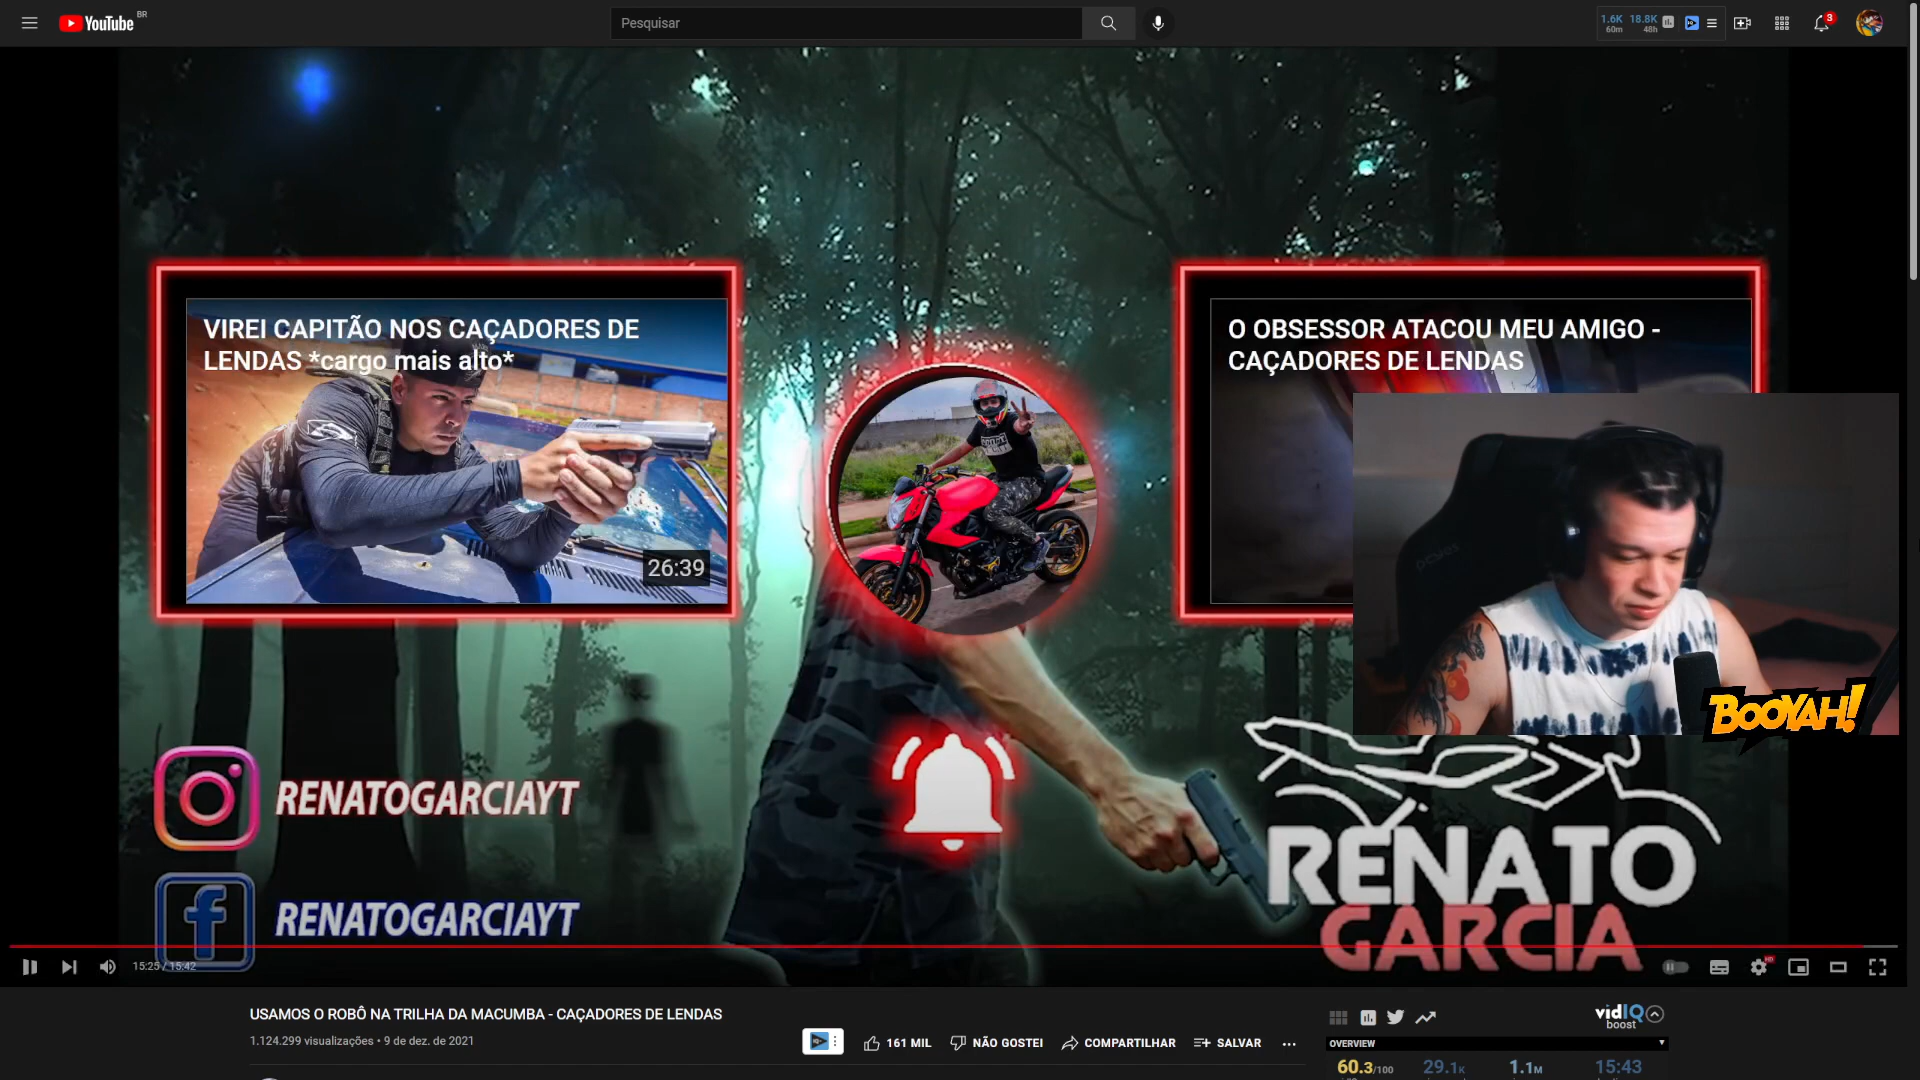 YouTube BR
Pesquisar
1.6K 18.8K
60m 48h
3
VIREI CAPITÃO NOS CAÇADORES DE
LENDAS *cargo mais alto*
26:39
O OBSESSOR ATACOU MEU AMIGO -
CAÇADORES DE LENDAS
BOOYAH!
RENATOGARCIAYT
RENATOGARCIAYT
RENATO
GARCIA
15:25 / 15:42
HD
USAMOS O ROBÔ NA TRILHA DA MACUMBA - CAÇADORES DE LENDAS
1.124.299 visualizações • 9 de dez. de 2021
161 MIL
NÃO GOSTEI
COMPARTILHAR
SALVAR
vidIQ
boost
OVERVIEW
60.3/100 29.1K 1.1M 15:43